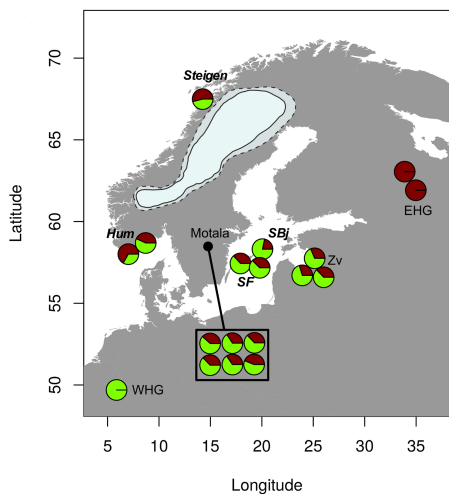 70
65
60
55
50
Latitude
Steigen
EHG
Hum
Motala
SBj
Zv
SF
WHG
5 10 15 20 25 30 35
Longitude